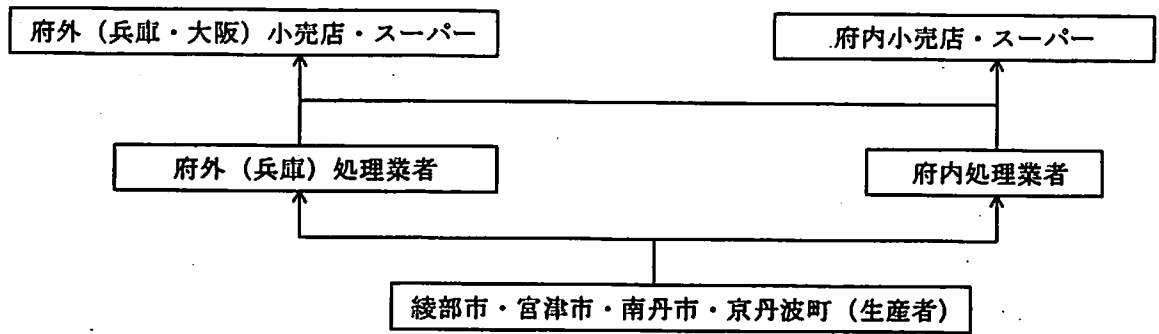 府外（兵庫・大阪）小売店・スーパー
府内小売店・スーパー
府外（兵庫）処理業者
府内処理業者
綾部市・宮津市・南丹市・京丹波町（生産者）